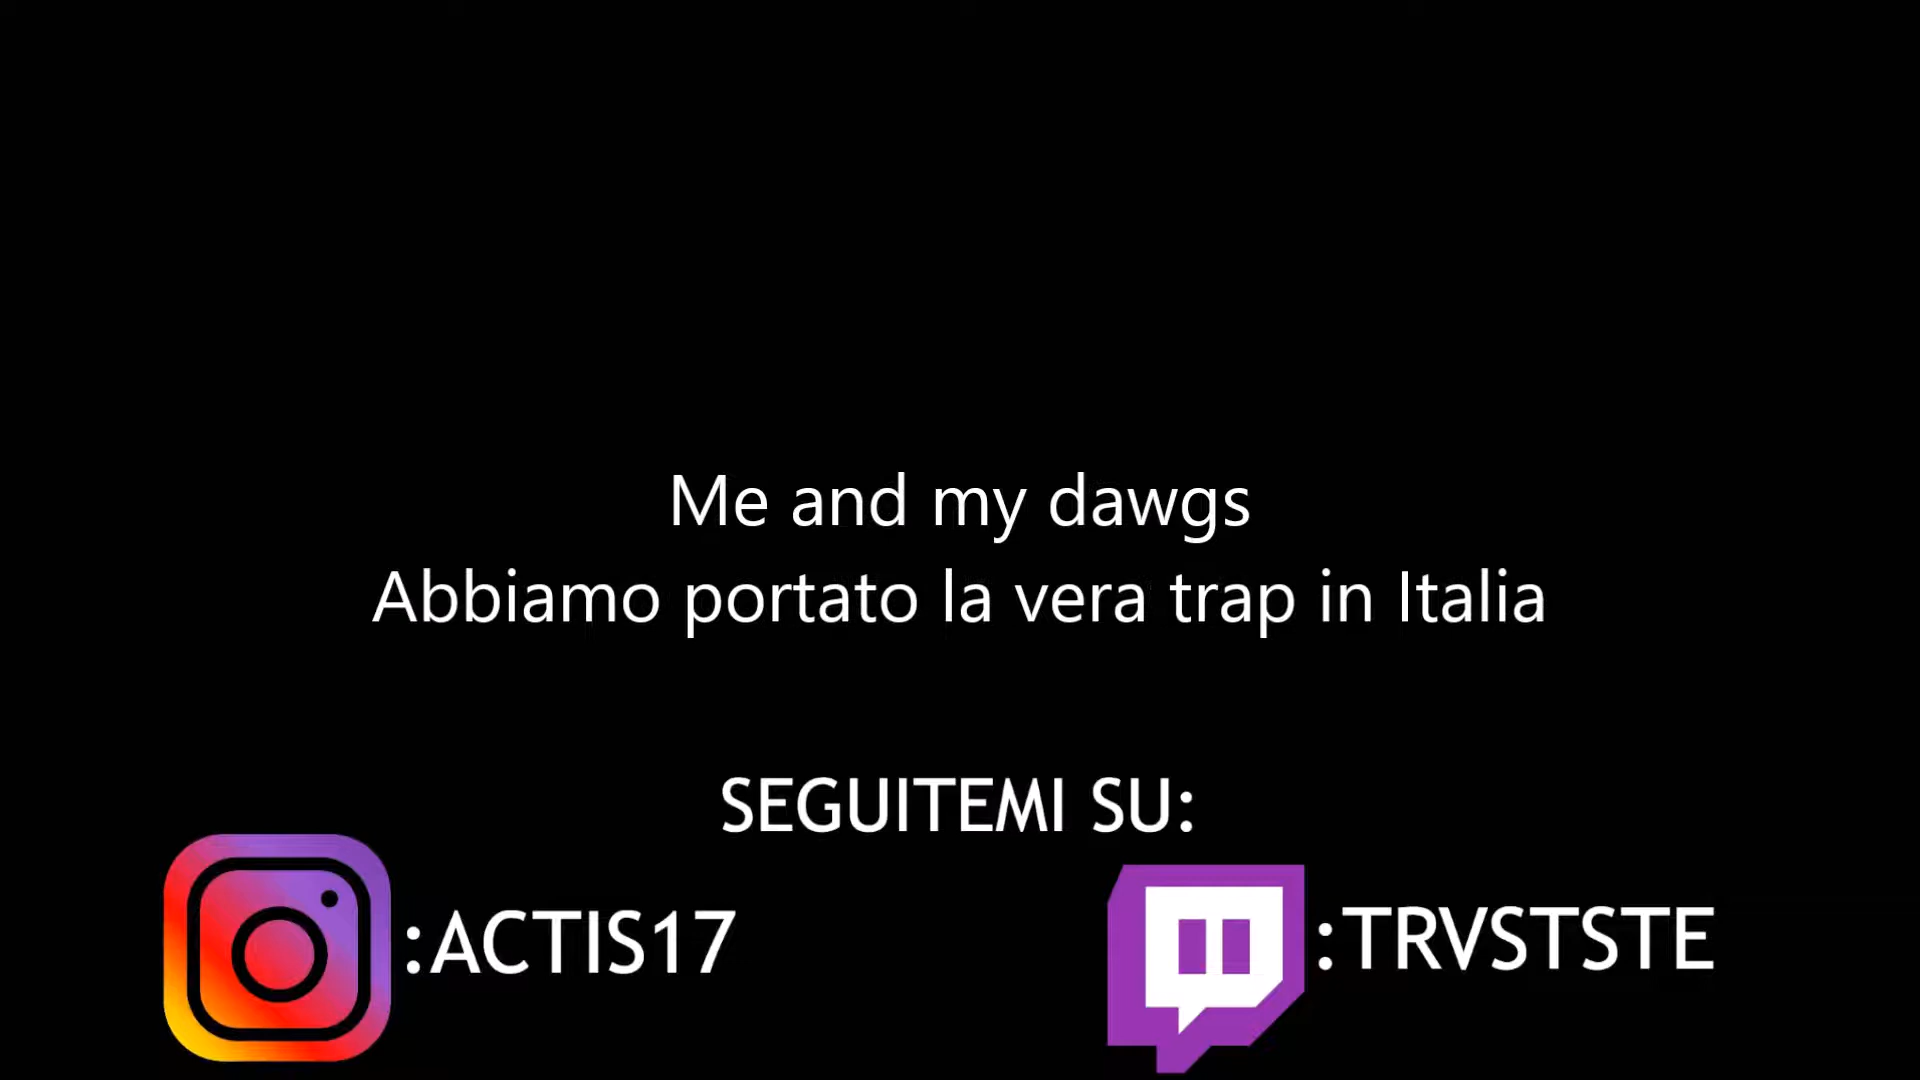 Me and my dawgs
Abbiamo portato la vera trap in Italia
SEGUITEMI SU:
:ACTIS17
:TRVSTSTE